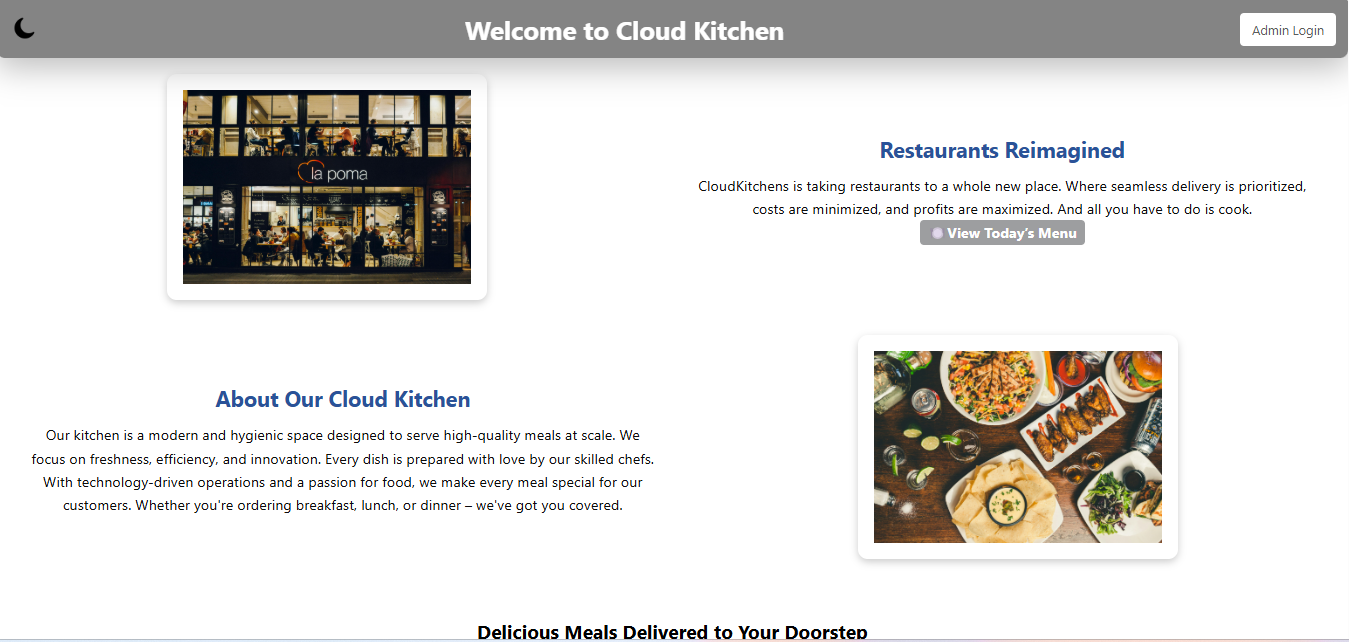 Welcome to Cloud Kitchen
Admin Login
la poma
Restaurants Reimagined
CloudKitchens is taking restaurants to a whole new place. Where seamless delivery is prioritized,
costs are minimized, and profits are maximized. And all you have to do is cook.
View Today’s Menu
About Our Cloud Kitchen
Our kitchen is a modern and hygienic space designed to serve high-quality meals at scale. We
focus on freshness, efficiency, and innovation. Every dish is prepared with love by our skilled chefs.
With technology-driven operations and a passion for food, we make every meal special for our
customers. Whether you're ordering breakfast, lunch, or dinner – we've got you covered.
Delicious Meals Delivered to Your Doorstep